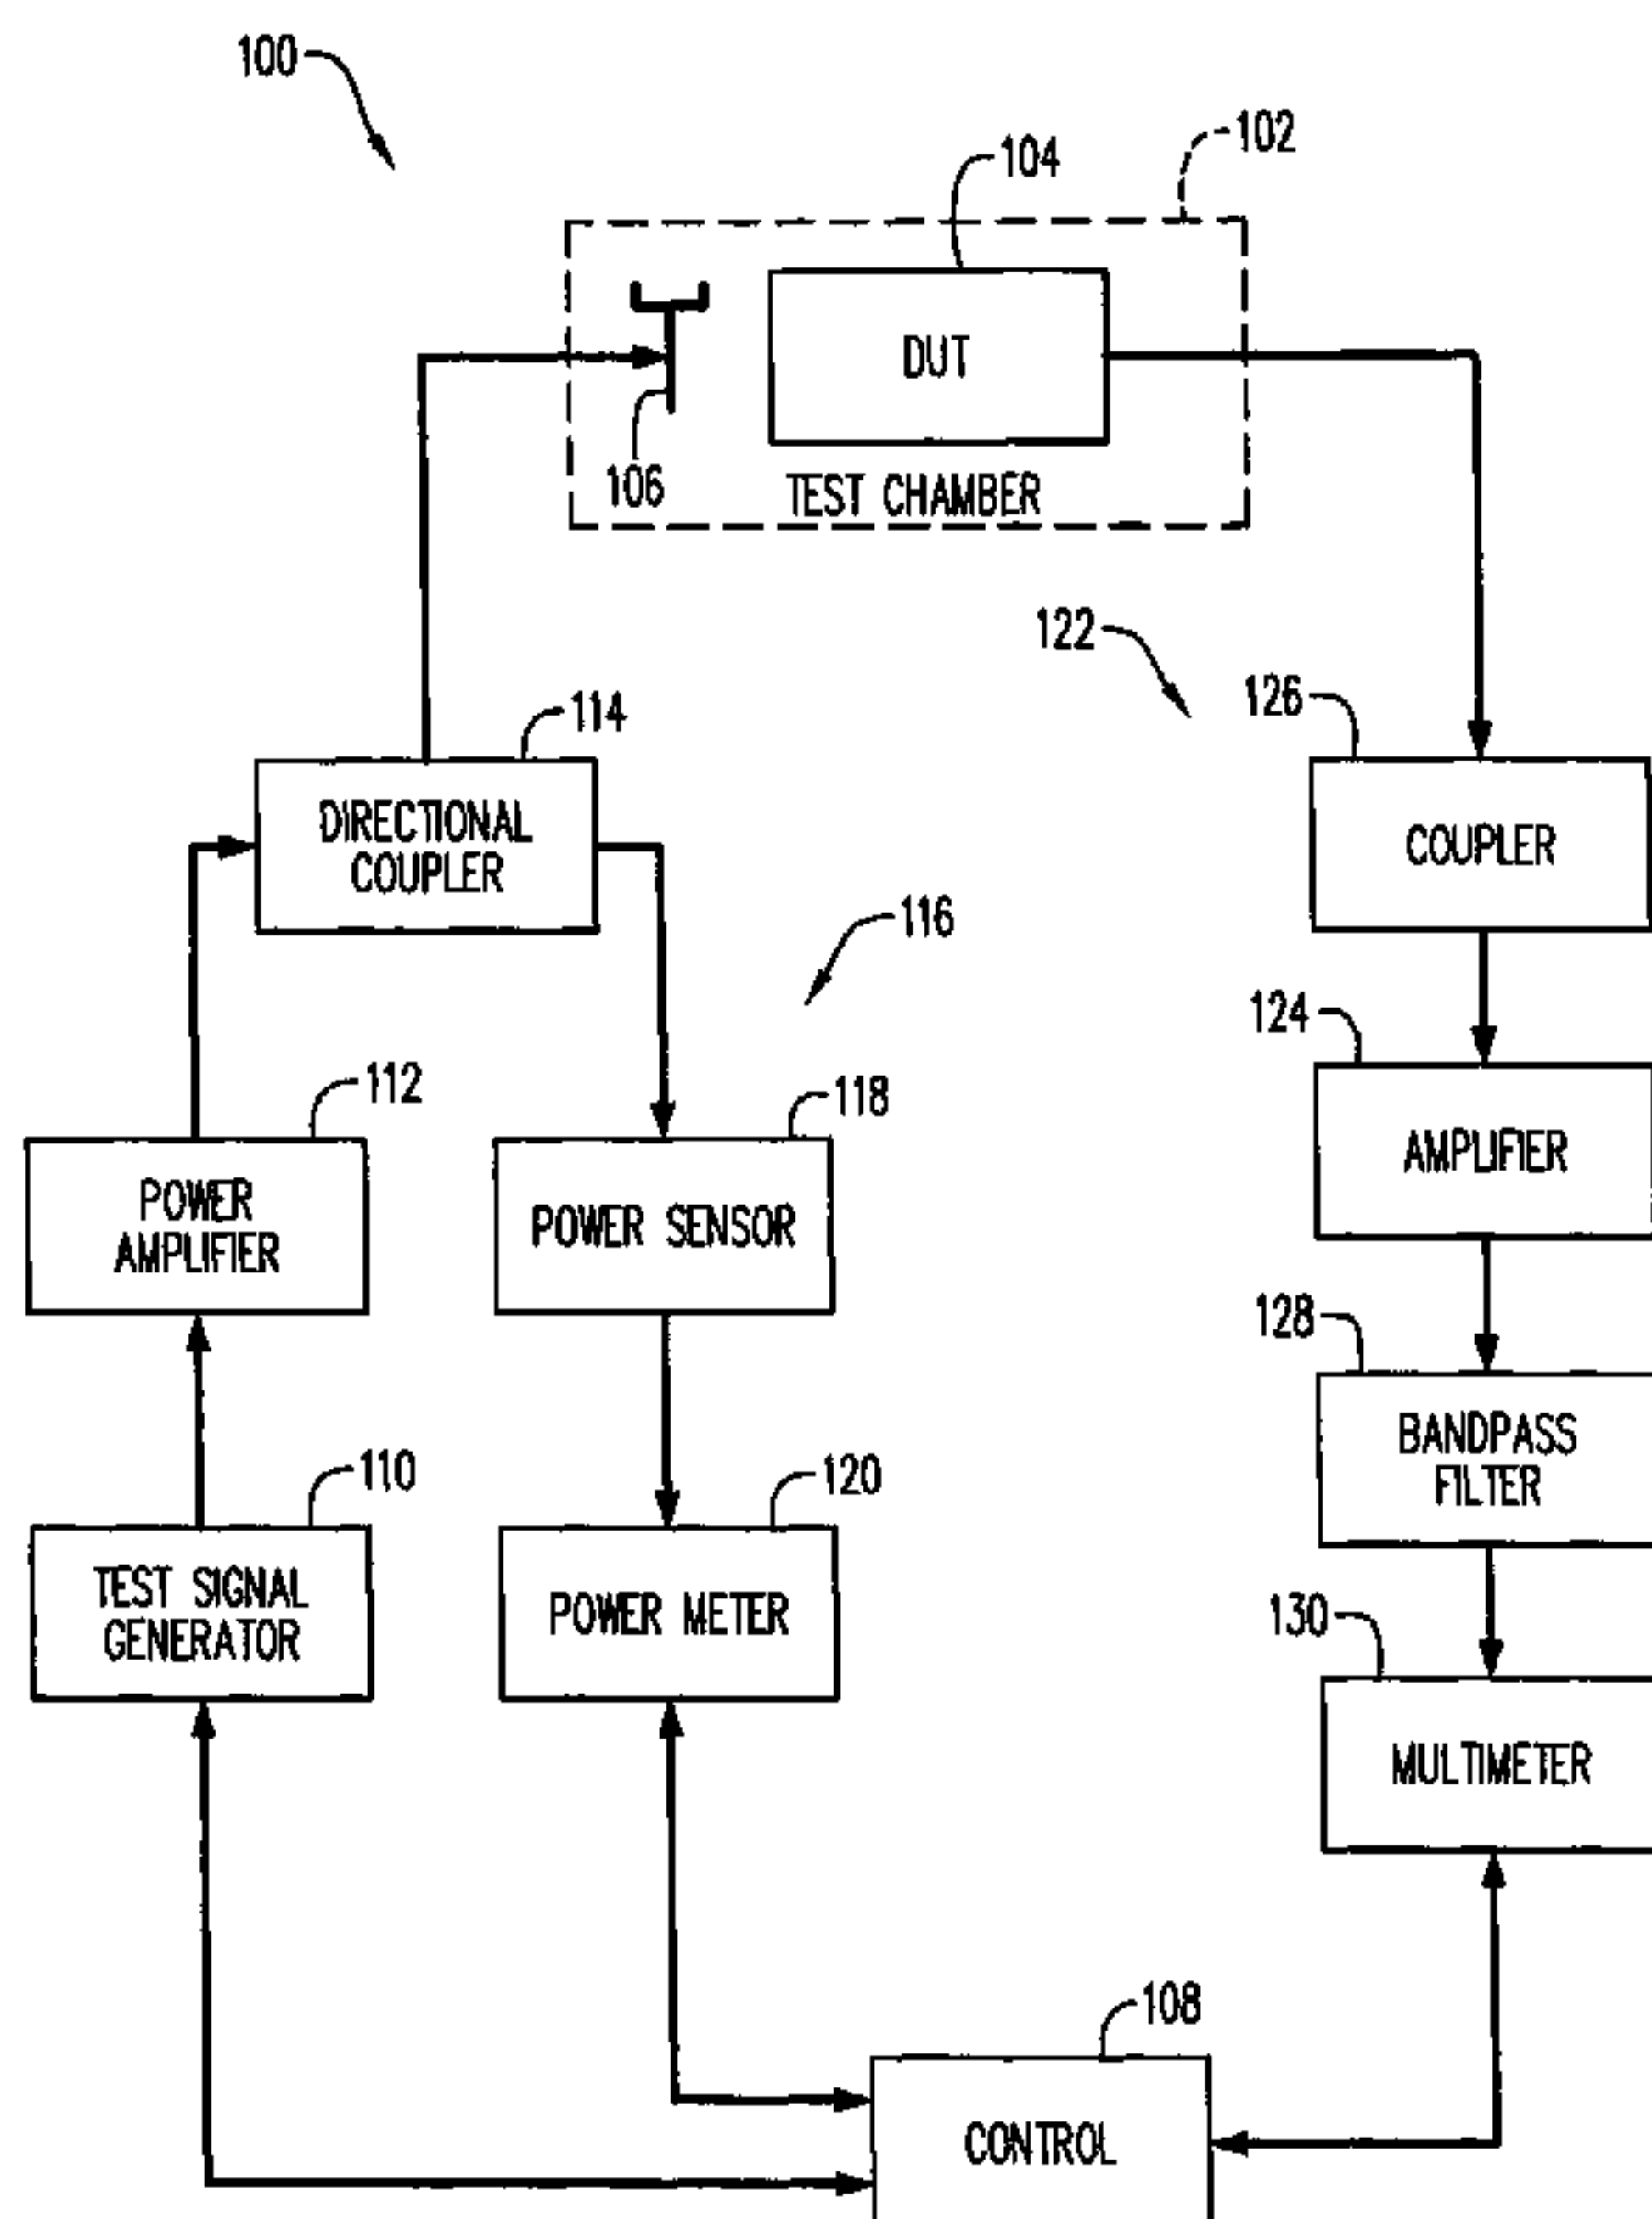 100
102
104
DUT
106
TEST CHAMBER
122
114
126
DIRECTIONAL
COUPLER
COUPLER
116
124
112
118
AMPLIFIER
POWER
AMPLIFIER
POWER SENSOR
128
BANDPASS
FILTER
110
120
TEST SIGNAL
GENERATOR
POWER METER
130
MULTIMETER
108
CONTROL